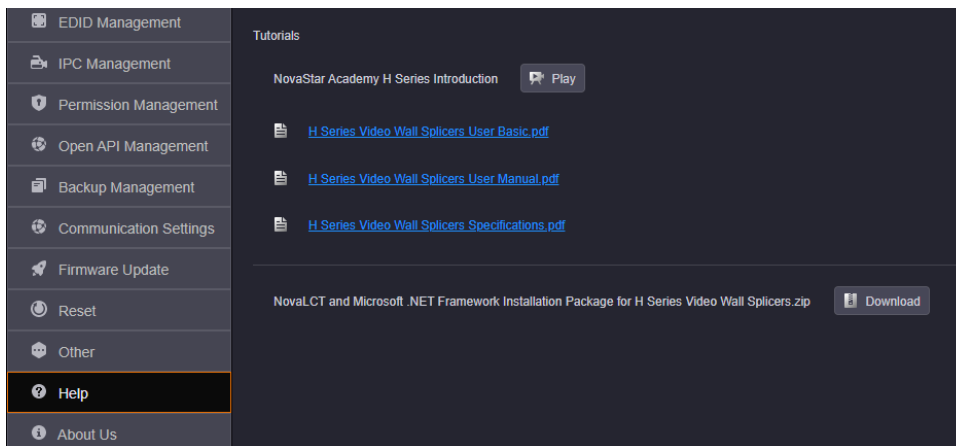 EDID Management
IPC Management
Permission Management
Open API Management
Backup Management
Communication Settings
Firmware Update
Reset
Other
Help
About Us
Tutorials
NovaStar Academy H Series Introduction Play
H Series Video Wall Splicers User Basic.pdf
H Series Video Wall Splicers User Manual.pdf
H Series Video Wall Splicers Specifications.pdf
NovaLCT and Microsoft .NET Framework Installation Package for H Series Video Wall Splicers.zip Download